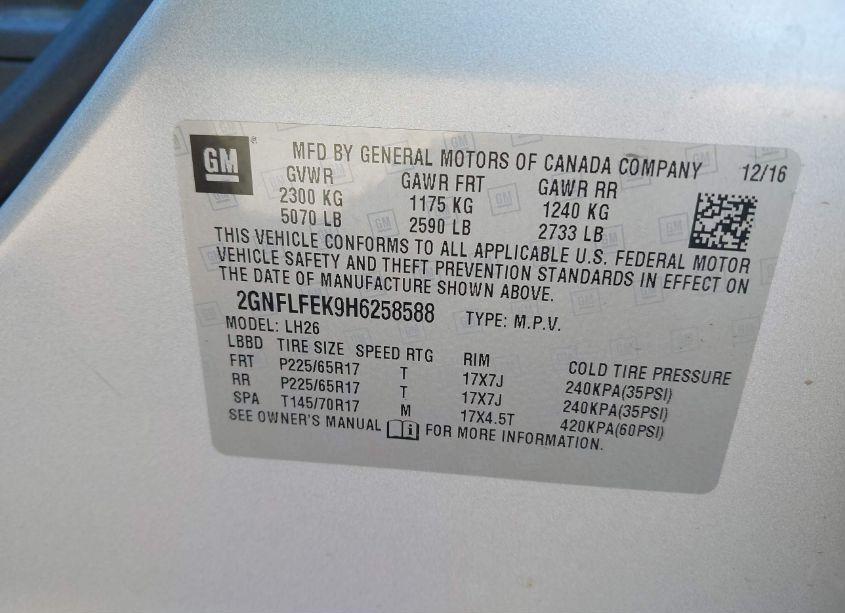 GM MFD BY GENERAL MOTORS OF CANADA COMPANY 12/16
GVWR GAWR FRT GAWR RR
2300 KG 1175 KG 1240 KG
5070 LB 2590 LB 2733 LB
THIS VEHICLE CONFORMS TO ALL APPLICABLE U.S. FEDERAL MOTOR
VEHICLE SAFETY AND THEFT PREVENTION STANDARDS IN EFFECT ON
THE DATE OF MANUFACTURE SHOWN ABOVE.
2GNFLFEK9H6258588 TYPE: M.P.V.
MODEL: LH26
LBBD TIRE SIZE SPEED RTG RIM COLD TIRE PRESSURE
FRT P225/65R17 T 17X7J 240KPA(35PSI)
RR P225/65R17 T 17X7J 240KPA(35PSI)
SPA T145/70R17 M 17X4.5T 420KPA(60PSI)
SEE OWNER'S MANUAL i FOR MORE INFORMATION.